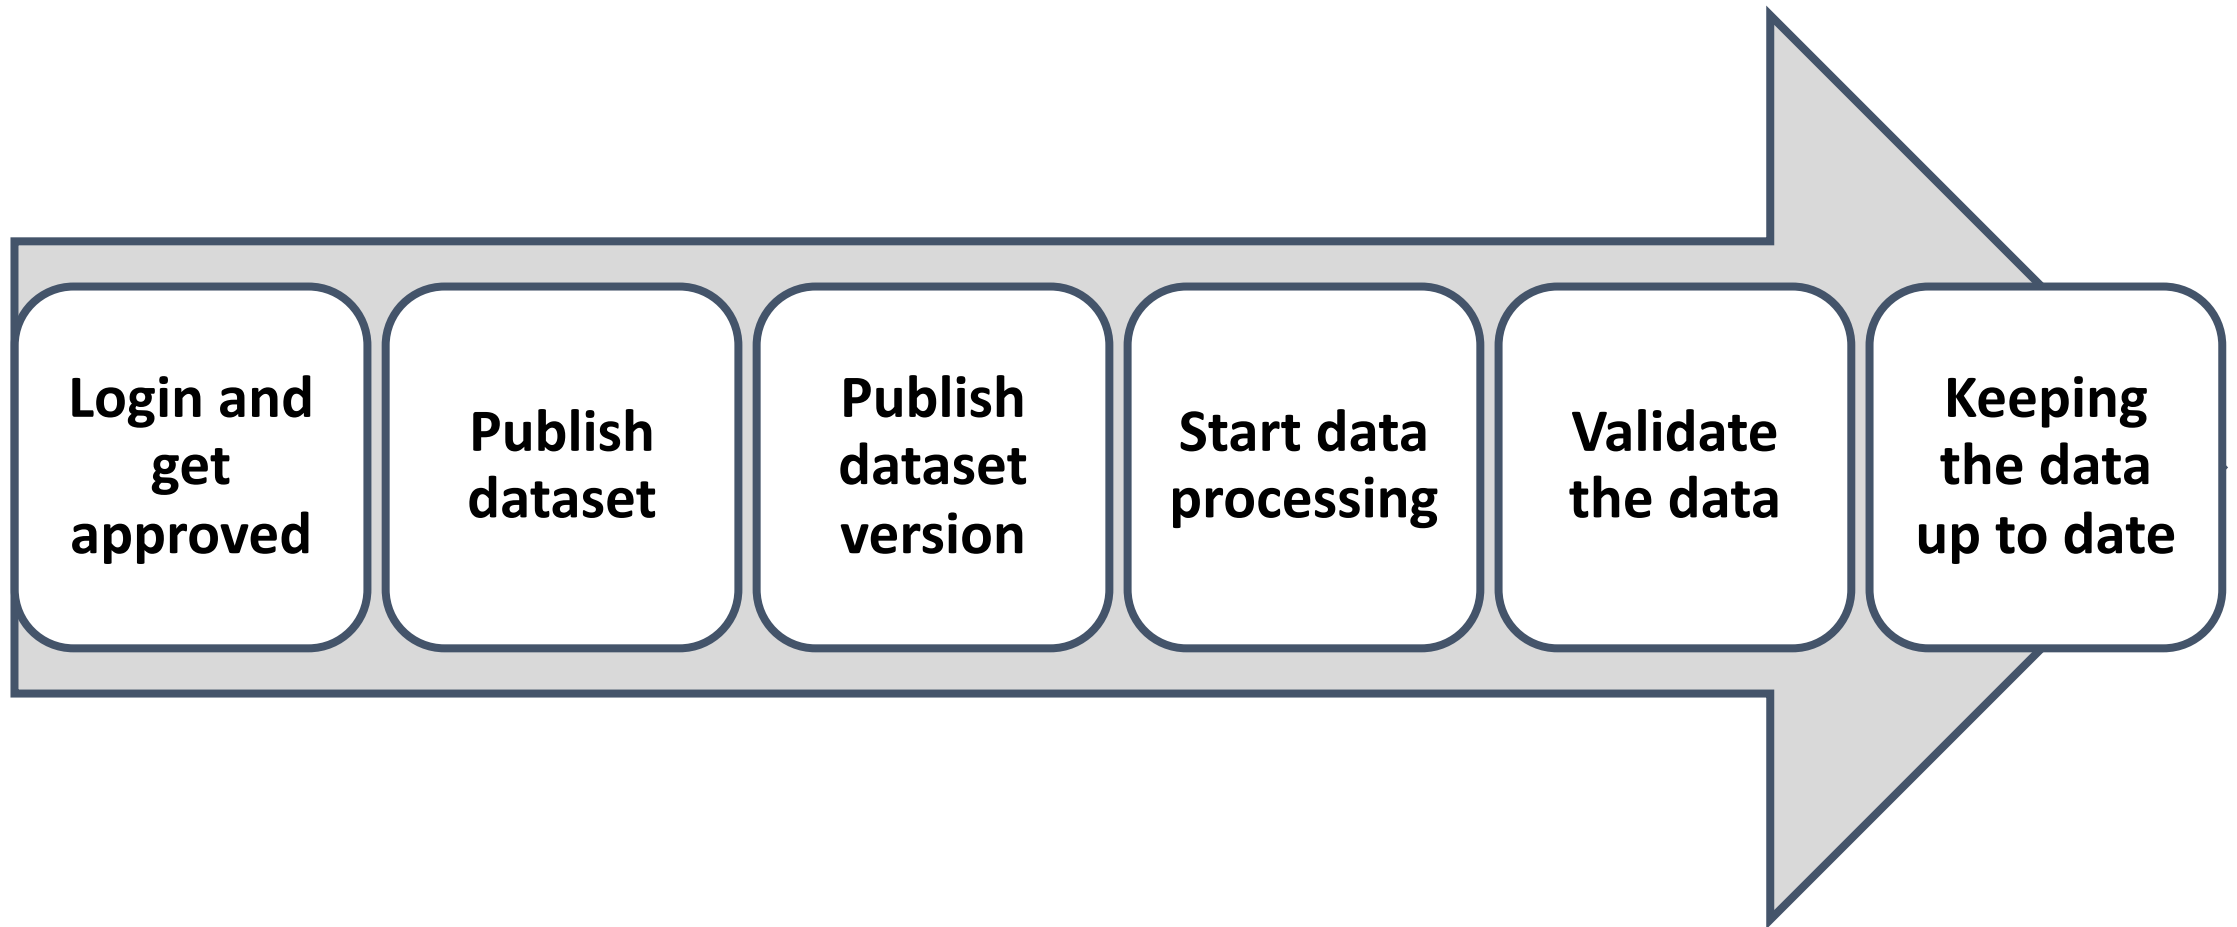 Login and
get
approved
Publish
dataset
Publish
dataset
version
Start data
processing
Validate
the data
Keeping
the data
up to date